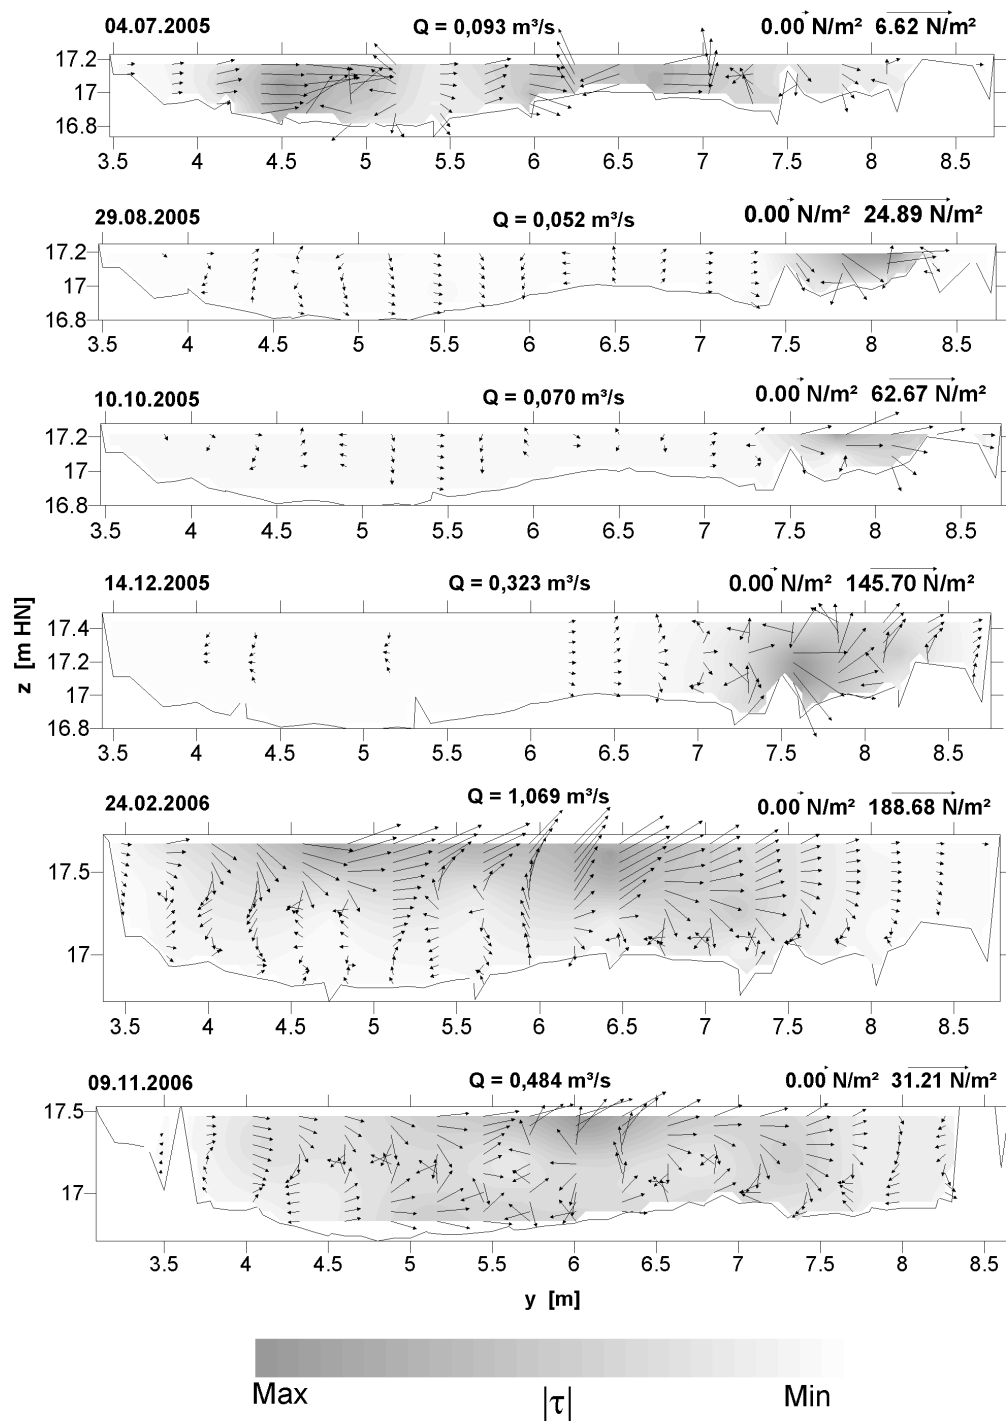 04.07.2005 Q = 0,093 m³/s 0.00 N/m² 6.62 N/m²
17.2
17
16.8
3.5 4 4.5 5 5.5 6 6.5 7 7.5 8 8.5
29.08.2005 Q = 0,052 m³/s 0.00 N/m² 24.89 N/m²
17.2
17
16.8
3.5 4 4.5 5 5.5 6 6.5 7 7.5 8 8.5
10.10.2005 Q = 0,070 m³/s 0.00 N/m² 62.67 N/m²
17.2
17
16.8
3.5 4 4.5 5 5.5 6 6.5 7 7.5 8 8.5
14.12.2005 Q = 0,323 m³/s 0.00 N/m² 145.70 N/m²
z [m HN]
17.4
17.2
17
16.8
3.5 4 4.5 5 5.5 6 6.5 7 7.5 8 8.5
24.02.2006 Q = 1,069 m³/s 0.00 N/m² 188.68 N/m²
17.5
17
3.5 4 4.5 5 5.5 6 6.5 7 7.5 8 8.5
09.11.2006 Q = 0,484 m³/s 0.00 N/m² 31.21 N/m²
17.5
17
3.5 4 4.5 5 5.5 6 6.5 7 7.5 8 8.5
y [m]
Max |τ| Min